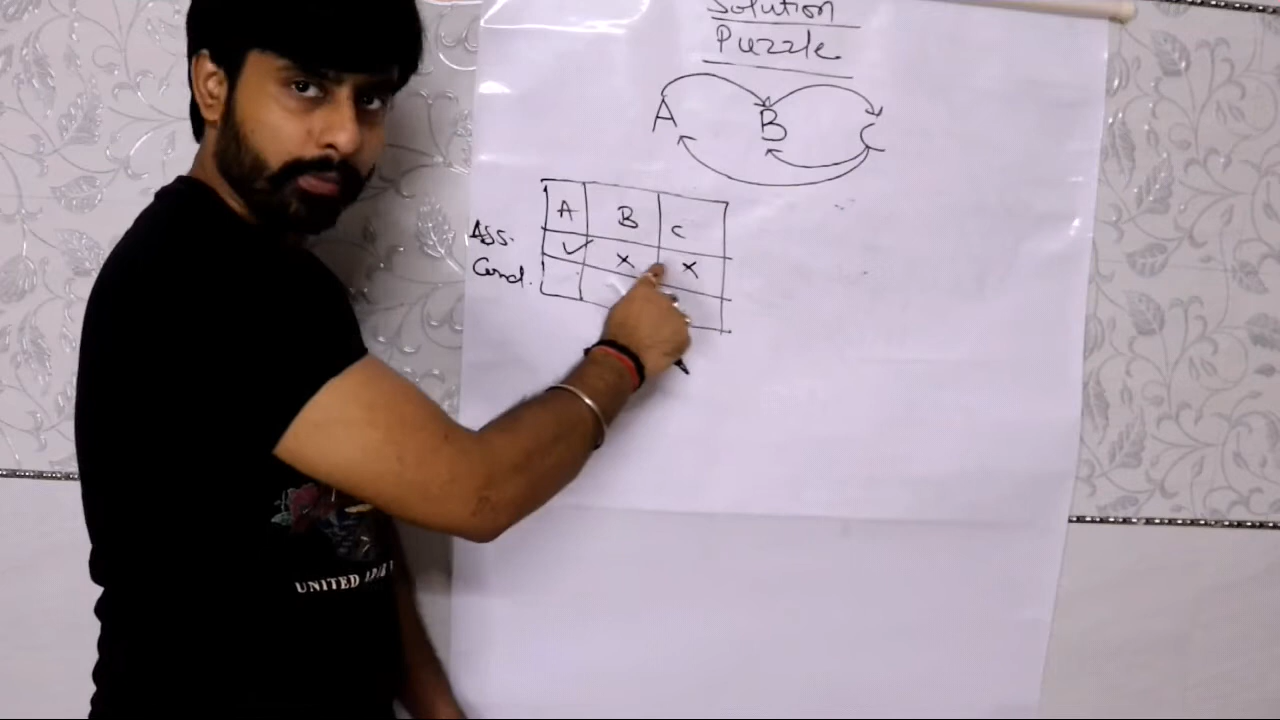 Solution
Puzzle
A B C
A B C
Ass. ✓ × ×
Cond.
UNITED